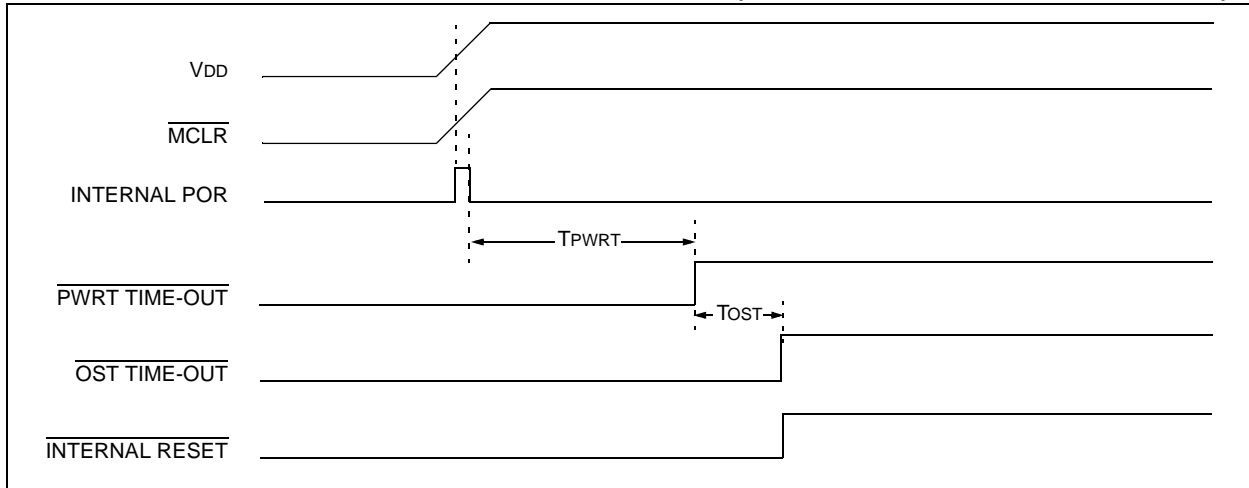 VDD
MCLR
INTERNAL POR
TPWRT
PWRT TIME-OUT
TOST
OST TIME-OUT
INTERNAL RESET